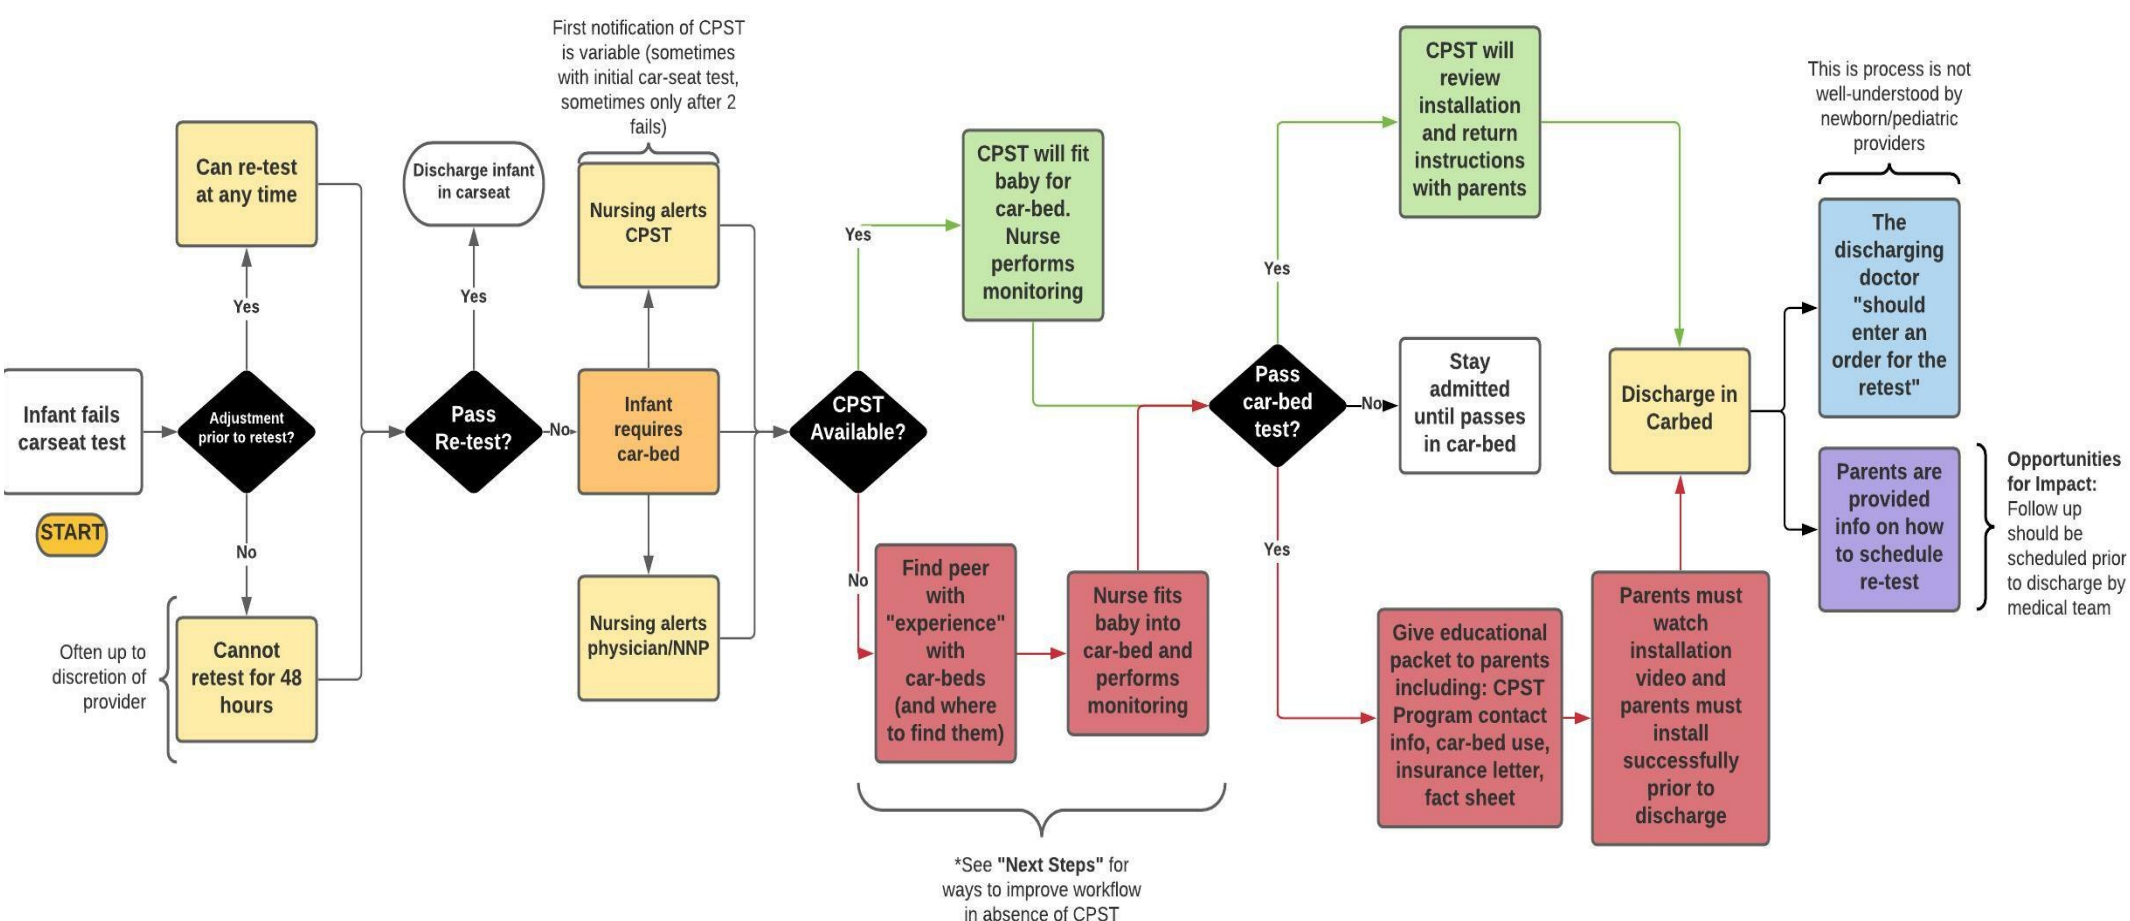 Infant fails
carseat test
START
Adjustment
prior to retest?
Yes
Can re-test
at any time
No
Cannot
retest for 48
hours
Often up to
discretion of
provider
Pass
Re-test?
Yes
Discharge infant
in carseat
No
Infant
requires
car-bed
First notification of CPST
is variable (sometimes
with initial car-seat test,
sometimes only after 2
fails)
Nursing alerts
CPST
Nursing alerts
physician/NNP
CPST
Available?
Yes
CPST will fit
baby for
car-bed.
Nurse
performs
monitoring
No
Find peer
with
"experience"
with
car-beds
(and where
to find them)
Nurse fits
baby into
car-bed and
performs
monitoring
*See "Next Steps" for
ways to improve workflow
in absence of CPST
Pass
car-bed
test?
Yes
CPST will
review
installation
and return
instructions
with parents
No
Stay
admitted
until passes
in car-bed
Yes
Give educational
packet to parents
including: CPST
Program contact
info, car-bed use,
insurance letter,
fact sheet
Parents must
watch
installation
video and
parents must
install
successfully
prior to
discharge
Discharge in
Carbed
This is process is not
well-understood by
newborn/pediatric
providers
The
discharging
doctor
"should
enter an
order for the
retest"
Parents are
provided
info on how
to schedule
re-test
Opportunities
for Impact:
Follow up
should be
scheduled prior
to discharge by
medical team